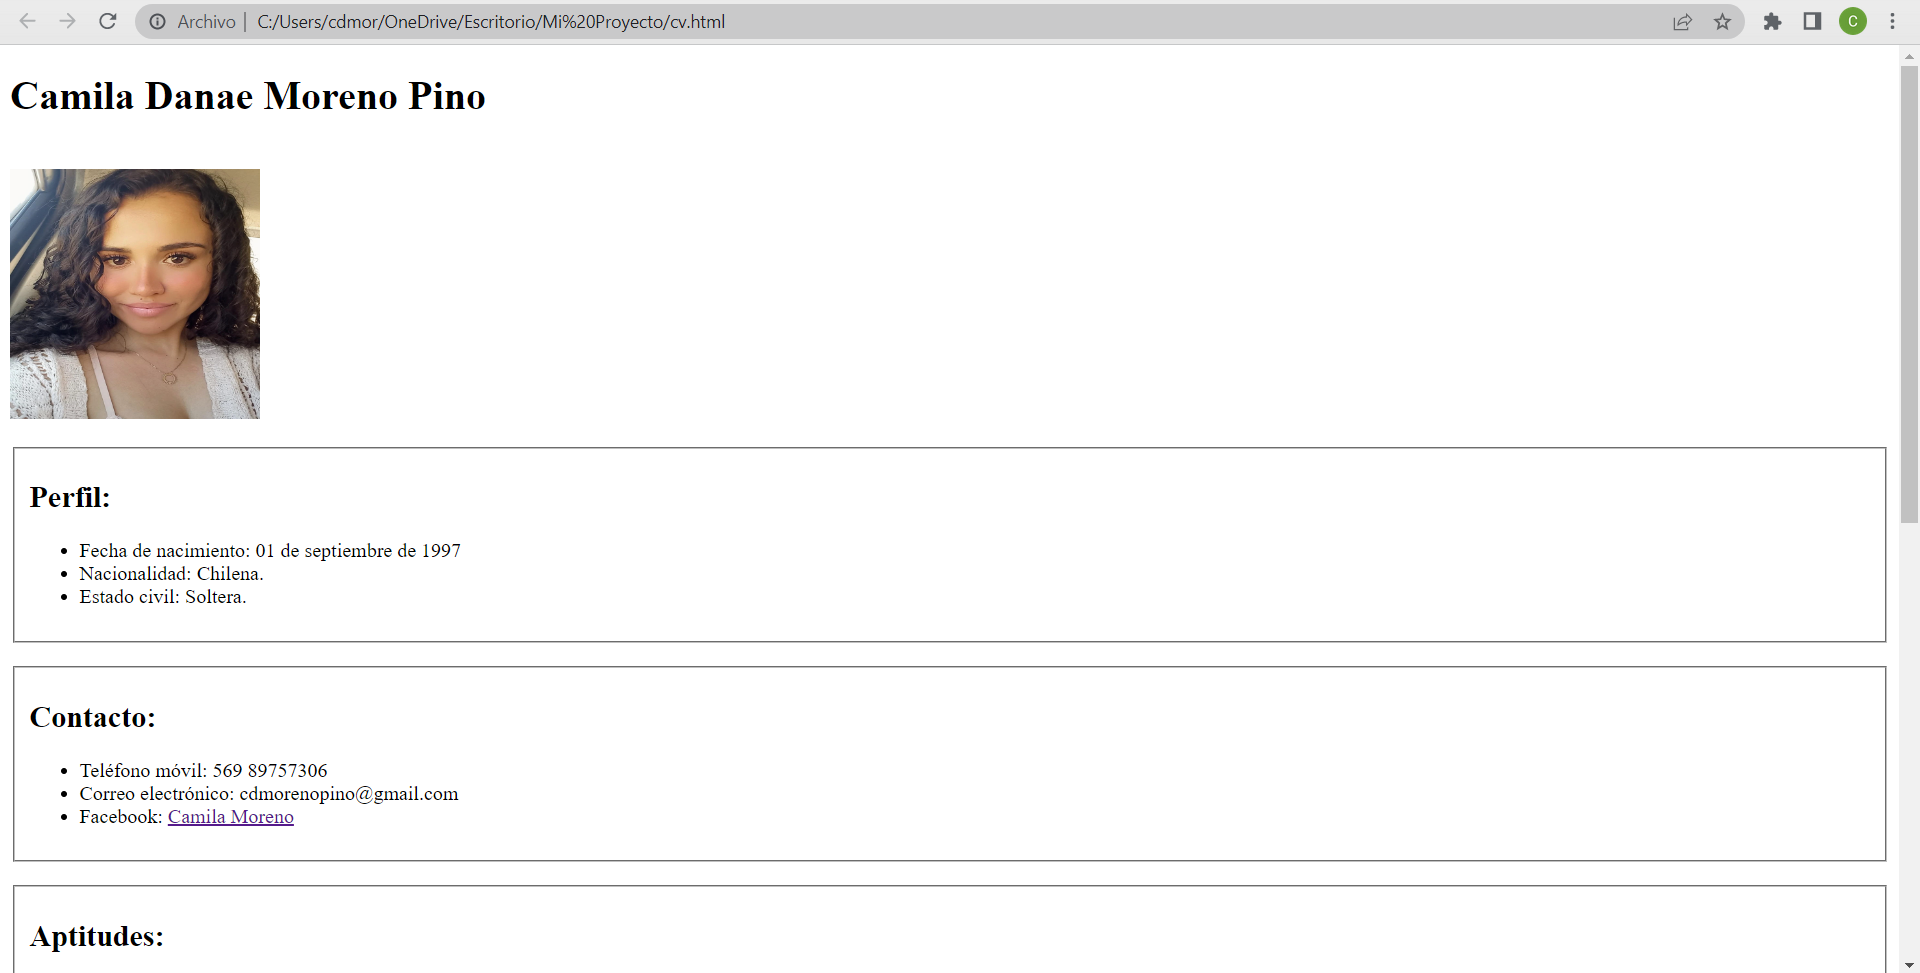 Archivo | C:/Users/cdmor/OneDrive/Escritorio/Mi%20Proyecto/cv.html
C
Camila Danae Moreno Pino
Perfil:
Fecha de nacimiento: 01 de septiembre de 1997
Nacionalidad: Chilena.
Estado civil: Soltera.
Contacto:
Teléfono móvil: 569 89757306
Correo electrónico: cdmorenopino@gmail.com
Facebook: Camila Moreno
Aptitudes: